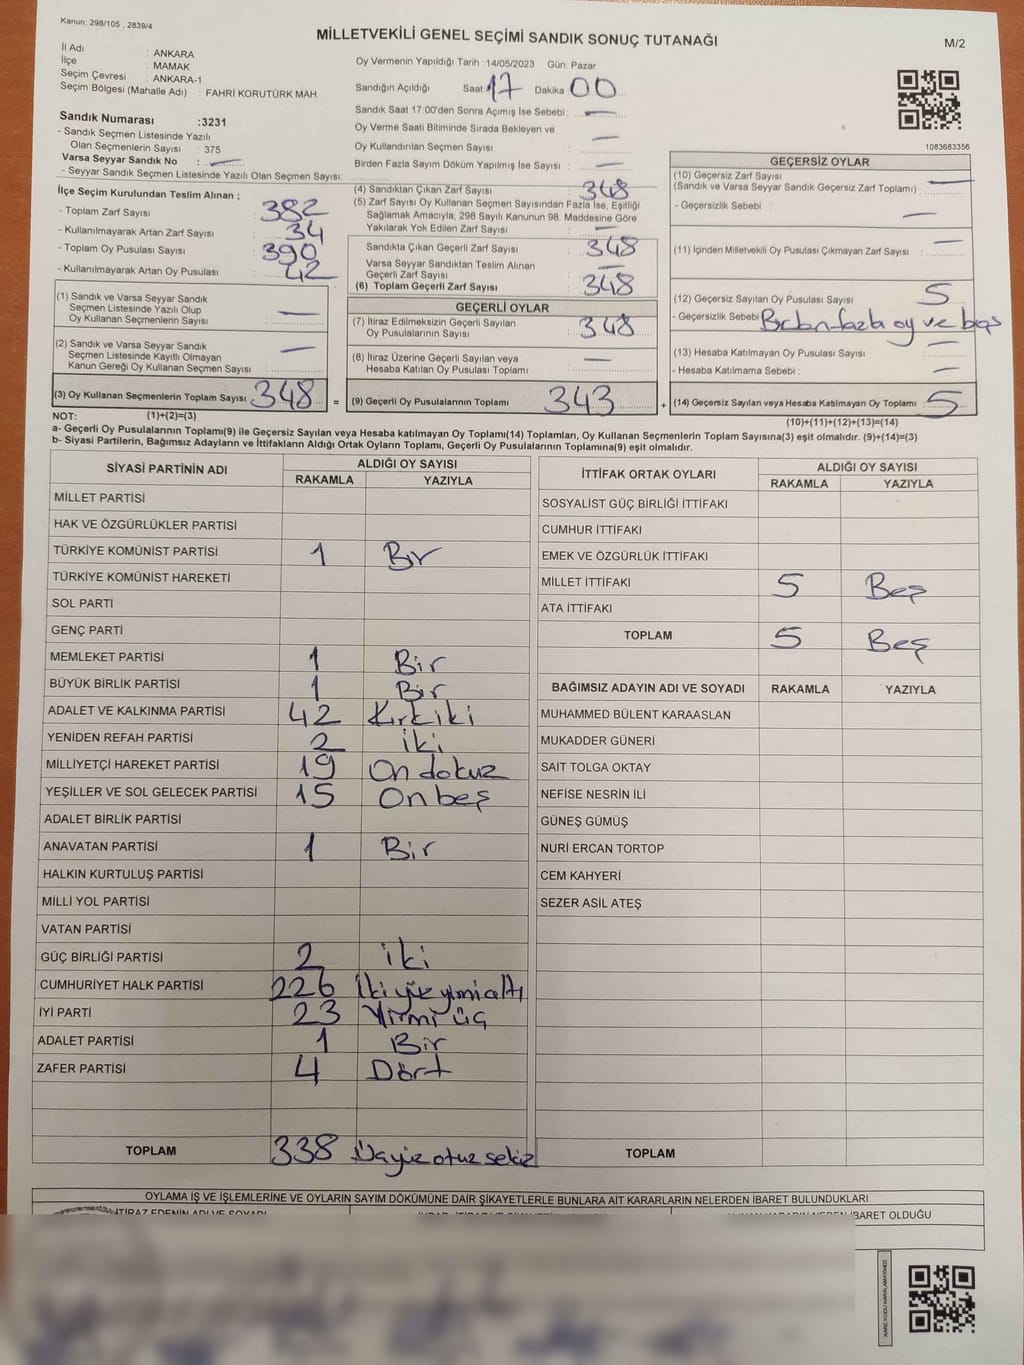 Kanun; 298/105 , 2839/4
MİLLETVEKİLİ GENEL SEÇİMİ SANDIK SONUÇ TUTANAĞI
M/2
İl Adı : ANKARA
İlçe : MAMAK
Seçim Çevresi : ANKARA-1
Seçim Bölgesi (Mahalle Adı) : FAHRİ KORUTÜRK MAH.
Oy Vermenin Yapıldığı Tarih : 14/05/2023 Gün: Pazar
Sandığın Açıldığı Saat: 17 Dakika 00
Sandık Saat 17:00'den Sonra Açımış İse Sebebi : —
Oy Verme Saati Bitiminde Sırada Bekleyen ve
Oy Kullandırılan Seçmen Sayısı : —
Birden Fazla Sayım Döküm Yapılmış İse Sayısı : —
1083683356
Sandık Numarası :3231
- Sandık Seçmen Listesinde Yazılı
Olan Seçmenlerin Sayısı : 375
Varsa Seyyar Sandık No : —
- Seyyar Sandık Seçmen Listesinde Yazılı Olan Seçmen Sayısı:
İlçe Seçim Kurulundan Teslim Alınan ;
- Toplam Zarf Sayısı : 382
- Kullanılmayarak Artan Zarf Sayısı : 34
- Toplam Oy Pusulası Sayısı : 390
- Kullanılmayarak Artan Oy Pusulası : 42
(1) Sandık ve Varsa Seyyar Sandık
Seçmen Listesinde Yazılı Olup
Oy Kullanan Seçmenlerin Sayısı : —
(2) Sandık ve Varsa Seyyar Sandık
Seçmen Listesinde Kayıtlı Olmayan
Kanun Gereği Oy Kullanan Seçmen Sayısı : —
(3) Oy Kullanan Seçmenlerin Toplam Sayısı : 348 =
(4) Sandıktan Çıkan Zarf Sayısı : 348
(5) Zarf Sayısı Oy Kullanan Seçmen Sayısından Fazla İse, Eşitliği
Sağlamak Amacıyla; 298 Sayılı Kanunun 98. Maddesine Göre
Yakılarak Yok Edilen Zarf Sayısı : —
Sandıkta Çıkan Geçerli Zarf Sayısı : 348
Varsa Seyyar Sandıktan Teslim Alınan
Geçerli Zarf Sayısı : —
(6) Toplam Geçerli Zarf Sayısı : 348
GEÇERLİ OYLAR
(7) İtiraz Edilmeksizin Geçerli Sayılan
Oy Pusulalarının Sayısı : 348
(8) İtiraz Üzerine Geçerli Sayılan veya
Hesaba Katılan Oy Pusulası Toplamı : —
(9) Geçerli Oy Pusulalarının Toplamı 343 +
GEÇERSİZ OYLAR
(10) Geçersiz Zarf Sayısı
(Sandık ve Varsa Seyyar Sandık Geçersiz Zarf Toplamı) : —
- Geçersizlik Sebebi : —
(11) İçinden Milletvekili Oy Pusulası Çıkmayan Zarf Sayısı : —
(12) Geçersiz Sayılan Oy Pusulası Sayısı : 5
- Geçersizlik Sebebi : Birden fazla oy ve boş
(13) Hesaba Katılmayan Oy Pusulası Sayısı : —
- Hesaba Katılmama Sebebi : —
(14) Geçersiz Sayılan veya Hesaba Katılmayan Oy Toplamı : 5
NOT: (1)+(2)=(3)
(10)+(11)+(12)+(13)=(14)
a- Geçerli Oy Pusulasının Toplamı(9) ile Geçersiz Sayılan veya Hesaba katılmayan Oy Toplamı(14) Toplamları, Oy Kullanan Seçmenlerin Toplam Sayısına(3) eşit olmalıdır. (9)+(14)=(3)
b- Siyasi Partilerin, Bağımsız Adayların ve İttifakların Aldığı Ortak Oyların Toplamı, Geçerli Oy Pusulalarının Toplamına(9) eşit olmalıdır.
SİYASİ PARTİNİN ADI ALDIĞI OY SAYISI
RAKAMLA YAZIYLA
MİLLET PARTİSİ
HAK VE ÖZGÜRLÜKLER PARTİSİ
TÜRKİYE KOMÜNİST PARTİSİ 1 Bir
TÜRKİYE KOMÜNİST HAREKETİ
SOL PARTİ
GENÇ PARTİ
MEMLEKET PARTİSİ 1 Bir
BÜYÜK BİRLİK PARTİSİ 1 Bir
ADALET VE KALKINMA PARTİSİ 42 Kırkiki
YENİDEN REFAH PARTİSİ 2 iki
MİLLİYETÇİ HAREKET PARTİSİ 19 On dokuz
YEŞİLLER VE SOL GELECEK PARTİSİ 15 On beş
ADALET BİRLİK PARTİSİ
ANAVATAN PARTİSİ 1 Bir
HALKIN KURTULUŞ PARTİSİ
MİLLİ YOL PARTİSİ
VATAN PARTİSİ
GÜÇ BİRLİĞİ PARTİSİ 2 iki
CUMHURİYET HALK PARTİSİ 226 İkiyüzyirmialtı
İYİ PARTİ 23 Yirmi üç
ADALET PARTİSİ 1 Bir
ZAFER PARTİSİ 4 Dört
TOPLAM 338 Üçyüz otuz sekiz
İTTİFAK ORTAK OYLARI ALDIĞI OY SAYISI
RAKAMLA YAZIYLA
SOSYALİST GÜÇ BİRLİĞİ İTTİFAKI
CUMHUR İTTİFAKI
EMEK VE ÖZGÜRLÜK İTTİFAKI
MİLLET İTTİFAKI 5 Beş
ATA İTTİFAKI
TOPLAM 5 Beş
BAĞIMSIZ ADAYIN ADI VE SOYADI RAKAMLA YAZIYLA
MUHAMMED BÜLENT KARAASLAN
MUKADDER GÜNERİ
SAİT TOLGA OKTAY
NEFİSE NESRİN İLİ
GÜNEŞ GÜMÜŞ
NURİ ERCAN TORTOP
CEM KAHYERİ
SEZER ASİL ATEŞ
TOPLAM
OYLAMA İŞ VE İŞLEMLERİNE VE OYLARIN SAYIM DÖKÜMÜNE DAİR ŞİKAYETLERLE BUNLARA AİT KARARLARIN NELERDEN İBARET BULUNDUKLARI
İTİRAZ EDENİN ADI VE SOYADI
İBARET OLDUĞU
KARE KODU KARALAMAYINIZ!